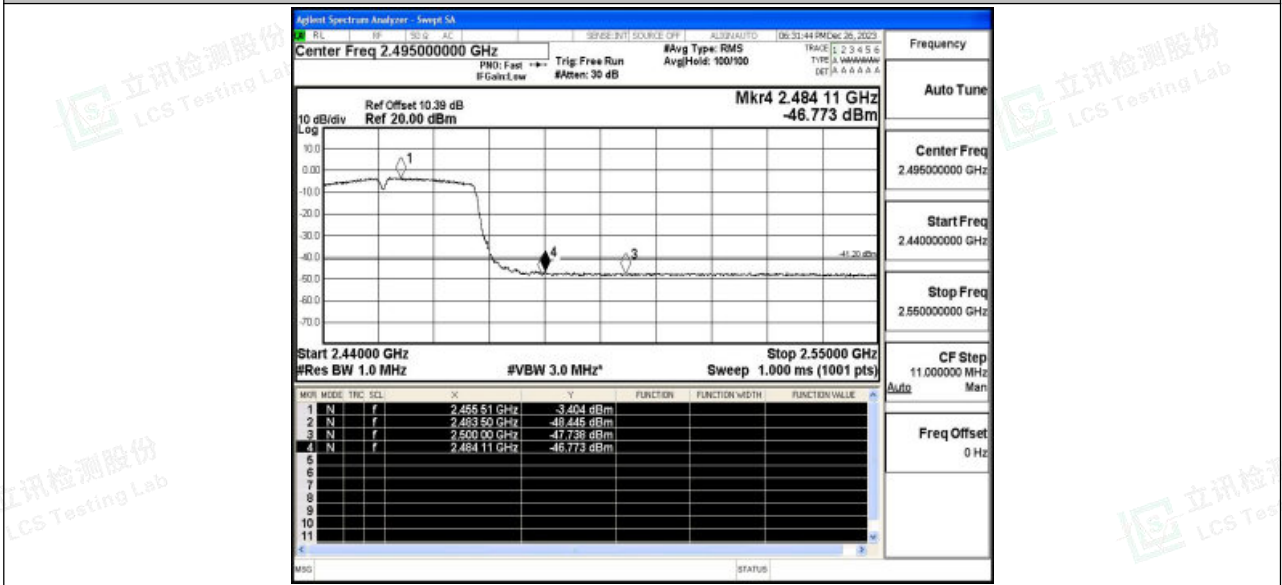 Agilent Spectrum Analyzer - Swept SA
RL RF 50 Ω AC SENSE:INT SOURCE OFF ALIGNAUTO 06:31:44 PM Dec 26, 2023
Center Freq 2.495000000 GHz
PNO: Fast
IFGain:Low
Trig: Free Run
#Atten: 30 dB
#Avg Type: RMS
Avg|Hold: 100/100
TRACE 1 2 3 4 5 6
TYPE A WWWWW
DET A A A A A A
Mkr4 2.484 11 GHz
-46.773 dBm
Ref Offset 10.39 dB
10 dB/div Ref 20.00 dBm
Log
10.0
0.00
-10.0
-20.0
-30.0
-40.0
-50.0
-60.0
-70.0
1
4
3
-41.20 dBm
Start 2.44000 GHz Stop 2.55000 GHz
#Res BW 1.0 MHz #VBW 3.0 MHz* Sweep 1.000 ms (1001 pts)
MKR MODE TRC SCL X Y FUNCTION FUNCTION WIDTH FUNCTION VALUE
1 N f 2.455 51 GHz -3.404 dBm
2 N f 2.483 50 GHz -48.445 dBm
3 N f 2.500 00 GHz -47.738 dBm
4 N f 2.484 11 GHz -46.773 dBm
5
6
7
8
9
10
11
MSG STATUS
Frequency
Auto Tune
Center Freq
2.495000000 GHz
Start Freq
2.440000000 GHz
Stop Freq
2.550000000 GHz
CF Step
11.000000 MHz
Auto Man
Freq Offset
0 Hz
立讯检测股份
LCS Testing Lab
立讯检测股份
LCS Testing Lab
立讯检测股份
LCS Testing Lab
立讯检测
LCS Tes